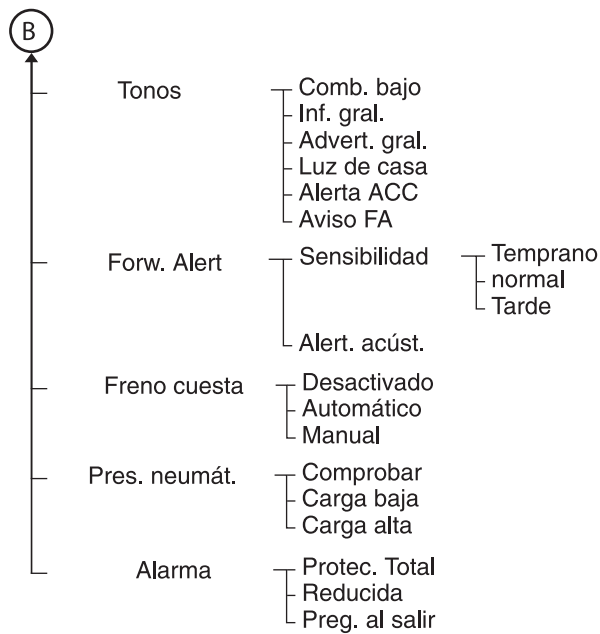 B
Tonos
Comb. bajo
Inf. gral.
Advert. gral.
Luz de casa
Alerta ACC
Aviso FA
Forw. Alert
Sensibilidad
Temprano
normal
Tarde
Alert. acúst.
Freno cuesta
Desactivado
Automático
Manual
Pres. neumát.
Comprobar
Carga baja
Carga alta
Alarma
Protec. Total
Reducida
Preg. al salir